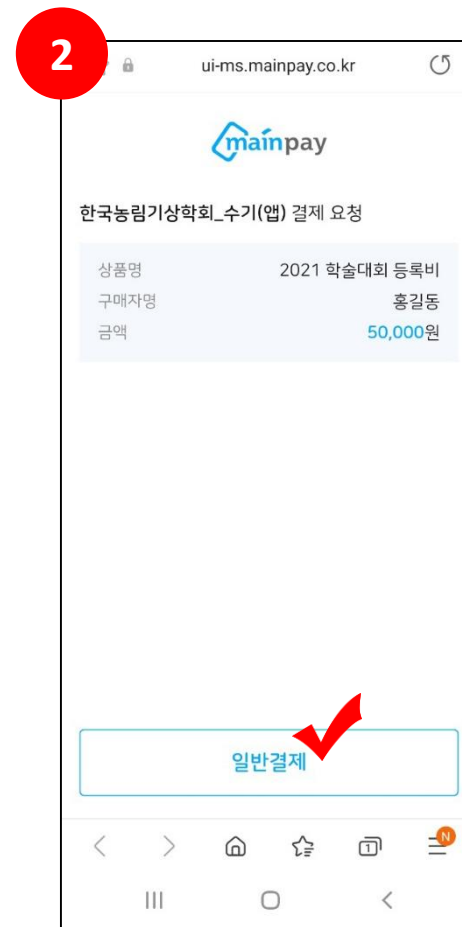 2
ui-ms.mainpay.co.kr
mainpay
한국농림기상학회_수기(앱) 결제 요청
상품명 2021 학술대회 등록비
구매자명 홍길동
금액 50,000원
일반결제
1 N